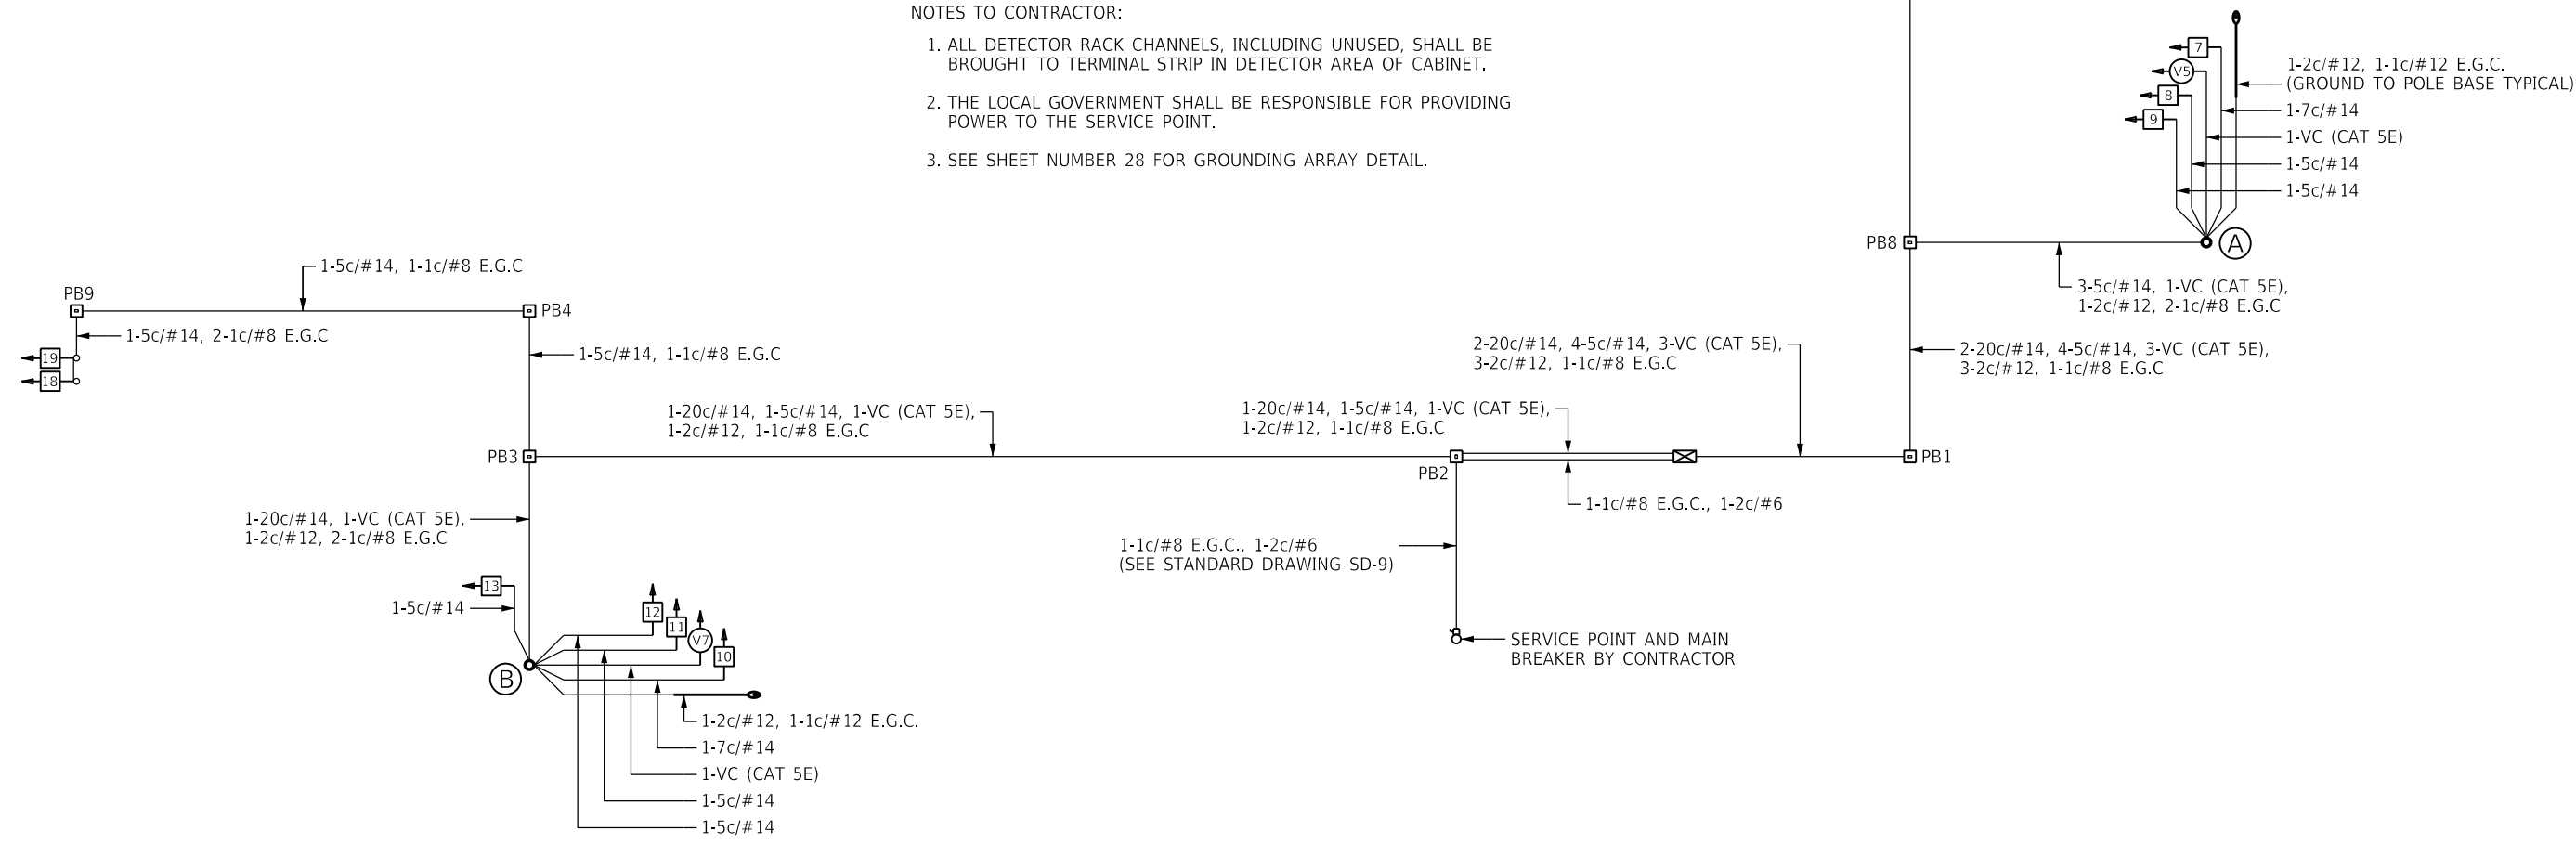 NOTES TO CONTRACTOR:
1. ALL DETECTOR RACK CHANNELS, INCLUDING UNUSED, SHALL BE
BROUGHT TO TERMINAL STRIP IN DETECTOR AREA OF CABINET.
2. THE LOCAL GOVERNMENT SHALL BE RESPONSIBLE FOR PROVIDING
POWER TO THE SERVICE POINT.
3. SEE SHEET NUMBER 28 FOR GROUNDING ARRAY DETAIL.
7
V5
8
9
1-2c/#12, 1-1c/#12 E.G.C.
(GROUND TO POLE BASE TYPICAL)
1-7c/#14
1-VC (CAT 5E)
1-5c/#14
1-5c/#14
PB8
A
3-5c/#14, 1-VC (CAT 5E),
1-2c/#12, 2-1c/#8 E.G.C
1-5c/#14, 1-1c/#8 E.G.C
PB9
PB4
1-5c/#14, 2-1c/#8 E.G.C
19
18
1-5c/#14, 1-1c/#8 E.G.C
2-20c/#14, 4-5c/#14, 3-VC (CAT 5E),
3-2c/#12, 1-1c/#8 E.G.C
2-20c/#14, 4-5c/#14, 3-VC (CAT 5E),
3-2c/#12, 1-1c/#8 E.G.C
1-20c/#14, 1-5c/#14, 1-VC (CAT 5E),
1-2c/#12, 1-1c/#8 E.G.C
1-20c/#14, 1-5c/#14, 1-VC (CAT 5E),
1-2c/#12, 1-1c/#8 E.G.C
PB3
PB2
PB1
1-1c/#8 E.G.C., 1-2c/#6
1-20c/#14, 1-VC (CAT 5E),
1-2c/#12, 2-1c/#8 E.G.C
1-1c/#8 E.G.C., 1-2c/#6
(SEE STANDARD DRAWING SD-9)
13
1-5c/#14
12
11
V7
10
B
SERVICE POINT AND MAIN
BREAKER BY CONTRACTOR
1-2c/#12, 1-1c/#12 E.G.C.
1-7c/#14
1-VC (CAT 5E)
1-5c/#14
1-5c/#14